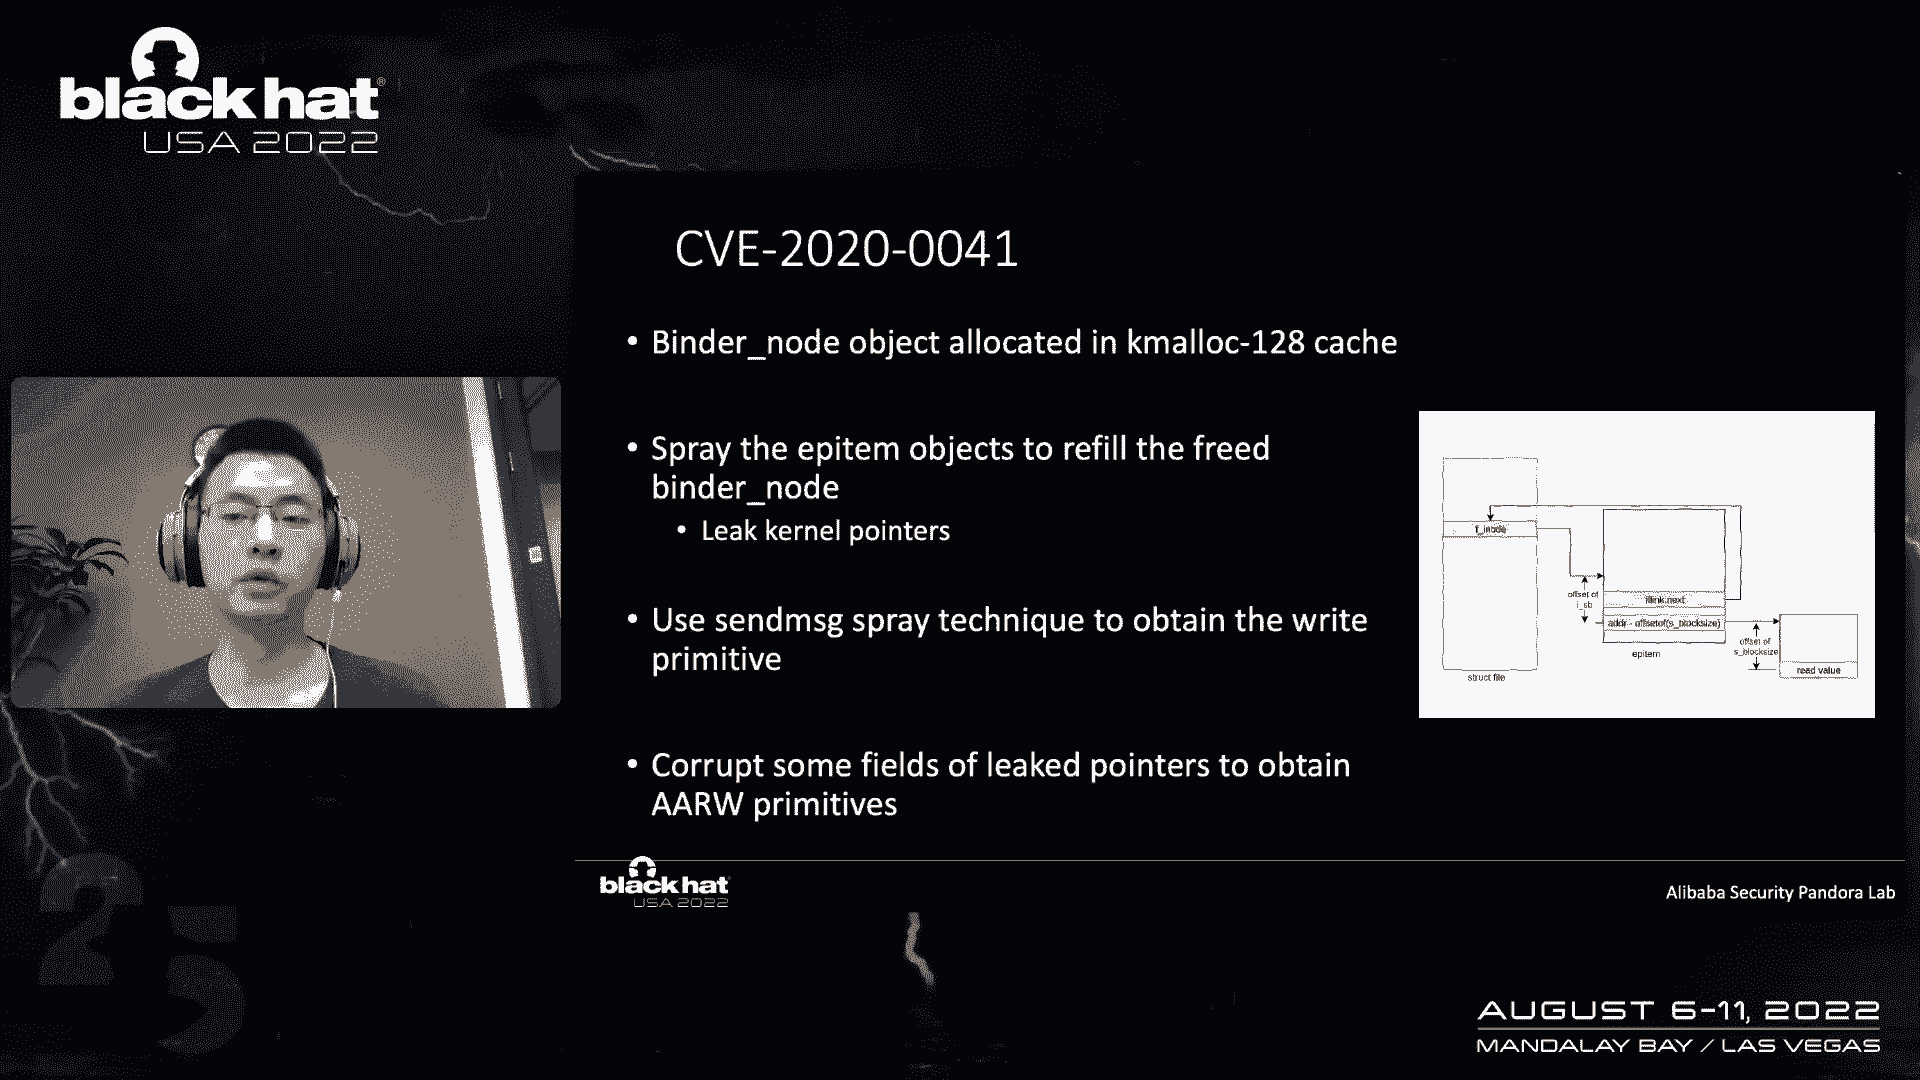 black hat®
USA 2022
CVE-2020-0041
• Binder_node object allocated in kmalloc-128 cache
• Spray the epitem objects to refill the freed
binder_node
• Leak kernel pointers
• Use sendmsg spray technique to obtain the write
primitive
• Corrupt some fields of leaked pointers to obtain
AARW primitives
f_inode
offset of
i_sb
fllink.next
addr - offsetof(s_blocksize)
epitem
struct file
offset of
s_blocksize
read value
black hat
USA 2022
Alibaba Security Pandora Lab
25
AUGUST 6-11, 2022
MANDALAY BAY / LAS VEGAS